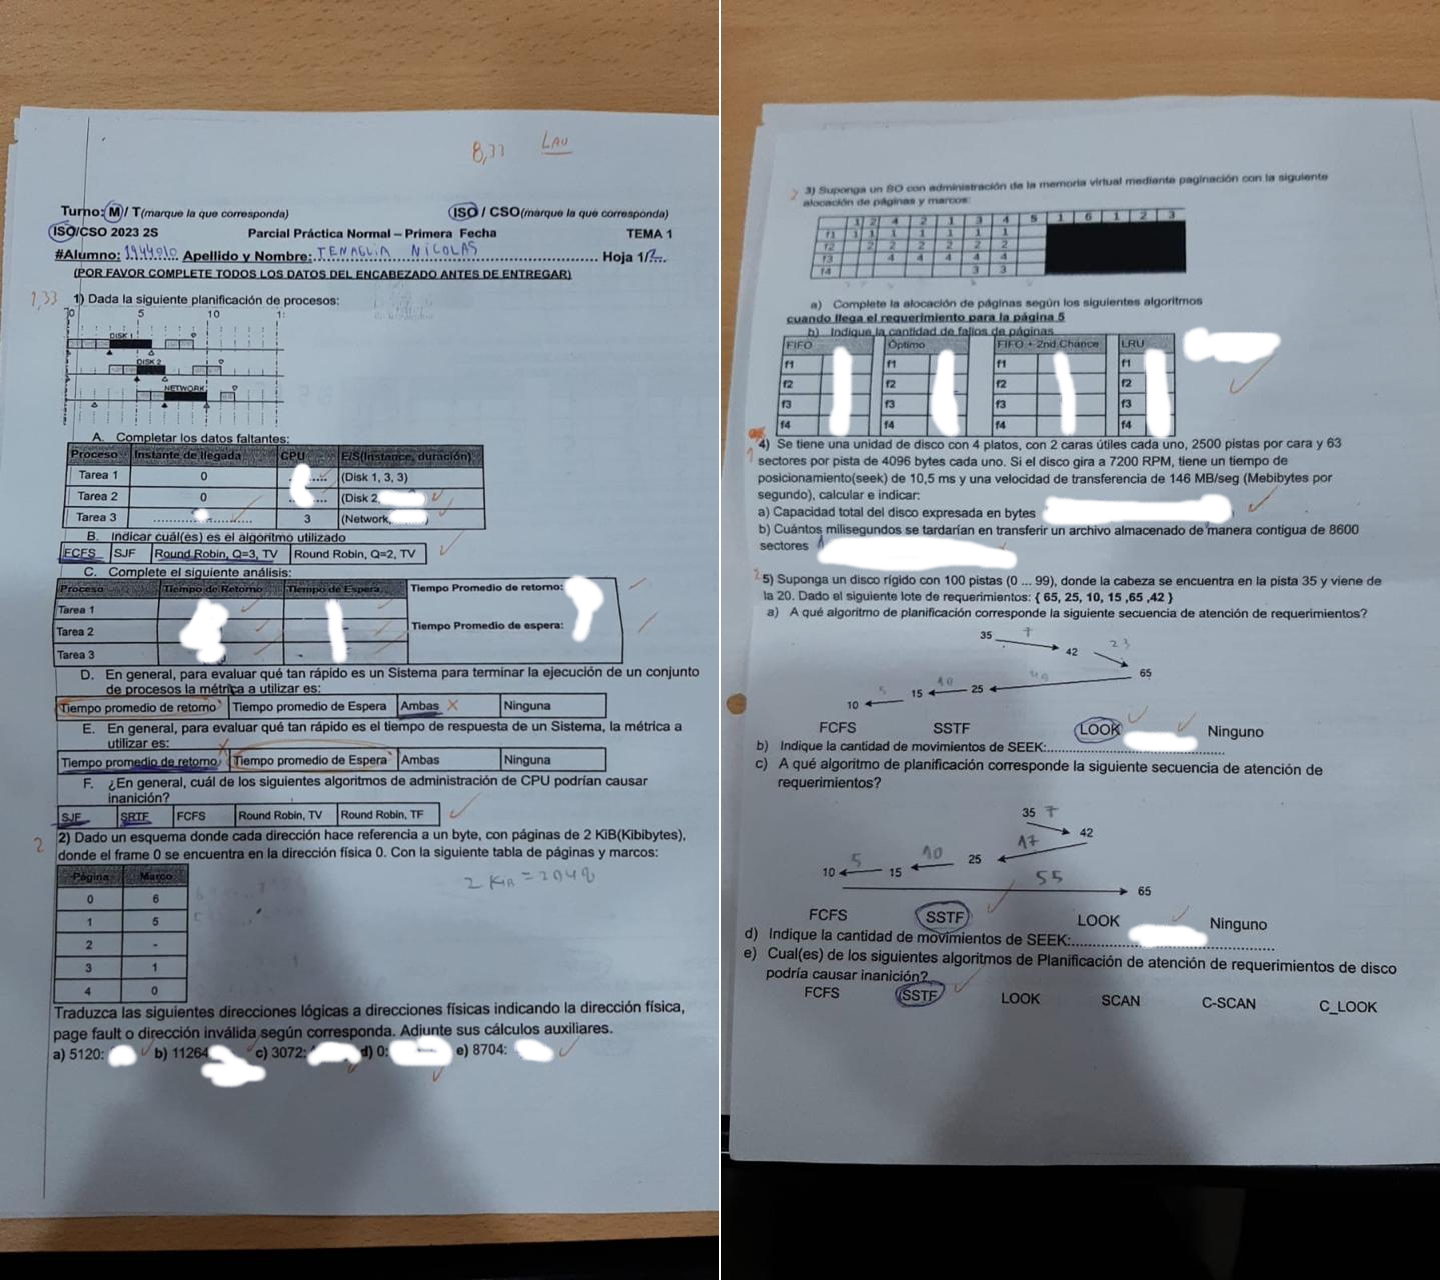 8,33 LAU
Turno: M / T(marque la que corresponda) ISO / CSO(marque la que corresponda)
ISO/CSO 2023 2S Parcial Práctica Normal – Primera Fecha TEMA 1
#Alumno: Apellido y Nombre: TENAGLIA NICOLAS Hoja 1/2
(POR FAVOR COMPLETE TODOS LOS DATOS DEL ENCABEZADO ANTES DE ENTREGAR)
1,33 1) Dada la siguiente planificación de procesos:
0 5 10 1:
DISK 1
DISK 2
NETWORK
A. Completar los datos faltantes:
Proceso Instante de llegada CPU E/S(Instance, duración)
Tarea 1 0 (Disk 1, 3, 3)
Tarea 2 0 (Disk 2,
Tarea 3 3 (Network,
B. Indicar cuál(es) es el algoritmo utilizado
FCFS SJF Round Robin, Q=3, TV Round Robin, Q=2, TV
C. Complete el siguiente análisis:
Proceso Tiempo de Retorno Tiempo de Espera Tiempo Promedio de retorno:
Tarea 1
Tarea 2 Tiempo Promedio de espera:
Tarea 3
D. En general, para evaluar qué tan rápido es un Sistema para terminar la ejecución de un conjunto
de procesos la métrica a utilizar es:
Tiempo promedio de retorno Tiempo promedio de Espera Ambas X Ninguna
E. En general, para evaluar qué tan rápido es el tiempo de respuesta de un Sistema, la métrica a
utilizar es: X
Tiempo promedio de retorno Tiempo promedio de Espera Ambas Ninguna
F. ¿En general, cuál de los siguientes algoritmos de administración de CPU podrían causar
inanición?
SJF SRTF FCFS Round Robin, TV Round Robin, TF
2 2) Dado un esquema donde cada dirección hace referencia a un byte, con páginas de 2 KiB(Kibibytes),
donde el frame 0 se encuentra en la dirección física 0. Con la siguiente tabla de páginas y marcos:
Página Marco
2 KiB = 2048
0 6
1 5
2 -
3 1
4 0
Traduzca las siguientes direcciones lógicas a direcciones físicas indicando la dirección física,
page fault o dirección inválida según corresponda. Adjunte sus cálculos auxiliares.
a) 5120: b) 11264 c) 3072: d) 0: e) 8704:
2 3) Suponga un SO con administración de la memoria virtual mediante paginación con la siguiente
alocación de páginas y marcos:
1 2 4 2 1 3 4 5 1 6 1 2 3
f1 1 1 1 1 1 1 1
f2 2 2 2 2 2 2
f3 4 4 4 4 4
f4 3 3
a) Complete la alocación de páginas según los siguientes algoritmos
cuando llega el requerimiento para la página 5
b) Indique la cantidad de fallos de páginas
FIFO Óptimo FIFO + 2nd Chance LRU
f1 f1 f1 f1
f2 f2 f2 f2
f3 f3 f3 f3
f4 f4 f4 f4
4) Se tiene una unidad de disco con 4 platos, con 2 caras útiles cada uno, 2500 pistas por cara y 63
sectores por pista de 4096 bytes cada uno. Si el disco gira a 7200 RPM, tiene un tiempo de
posicionamiento(seek) de 10,5 ms y una velocidad de transferencia de 146 MB/seg (Mebibytes por
segundo), calcular e indicar:
a) Capacidad total del disco expresada en bytes
b) Cuántos milisegundos se tardarían en transferir un archivo almacenado de manera contigua de 8600
sectores
2 5) Suponga un disco rígido con 100 pistas (0 ... 99), donde la cabeza se encuentra en la pista 35 y viene de
la 20. Dado el siguiente lote de requerimientos: { 65, 25, 10, 15 ,65 ,42 }
a) A qué algoritmo de planificación corresponde la siguiente secuencia de atención de requerimientos?
35 7 42 23
65
10 5 15 10 25 40
FCFS SSTF LOOK Ninguno
b) Indique la cantidad de movimientos de SEEK:
c) A qué algoritmo de planificación corresponde la siguiente secuencia de atención de
requerimientos?
35 7 42
10 5 15 10 25 17
55 65
FCFS SSTF LOOK Ninguno
d) Indique la cantidad de movimientos de SEEK:
e) Cual(es) de los siguientes algoritmos de Planificación de atención de requerimientos de disco
podría causar inanición?
FCFS SSTF LOOK SCAN C-SCAN C_LOOK